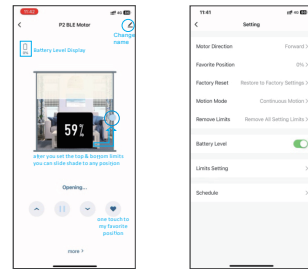 11:42
4G
P2 BLE Motor
Change
name
Battery Level Display
59%
after you set the top & bottom limits
you can slide shade to any position
Opening...
one touch to
my favorite
position
more
11:41
4G
Setting
Motor Direction
Forward
Favorite Position
0%
Factory Reset
Restore to Factory Settings
Motion Mode
Continuous Motion
Remove Limits
Remove All Setting Limits
Battery Level
Limits Setting
Schedule